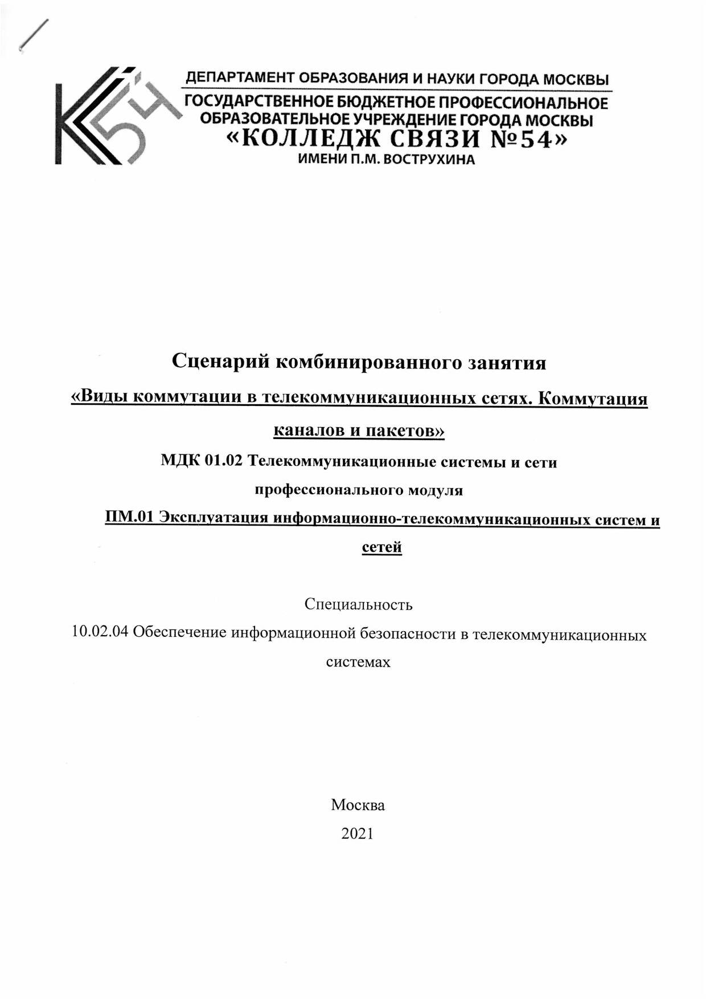 ДЕПАРТАМЕНТ ОБРАЗОВАНИЯ И НАУКИ ГОРОДА МОСКВЫ
ГОСУДАРСТВЕННОЕ БЮДЖЕТНОЕ ПРОФЕССИОНАЛЬНОЕ
ОБРАЗОВАТЕЛЬНОЕ УЧРЕЖДЕНИЕ ГОРОДА МОСКВЫ
«КОЛЛЕДЖ СВЯЗИ №54»
ИМЕНИ П.М. ВОСТРУХИНА
К54
Сценарий комбинированного занятия
«Виды коммутации в телекоммуникационных сетях. Коммутация
каналов и пакетов»
МДК 01.02 Телекоммуникационные системы и сети
профессионального модуля
ПМ.01 Эксплуатация информационно-телекоммуникационных систем и
сетей
Специальность
10.02.04 Обеспечение информационной безопасности в телекоммуникационных
системах
Москва
2021